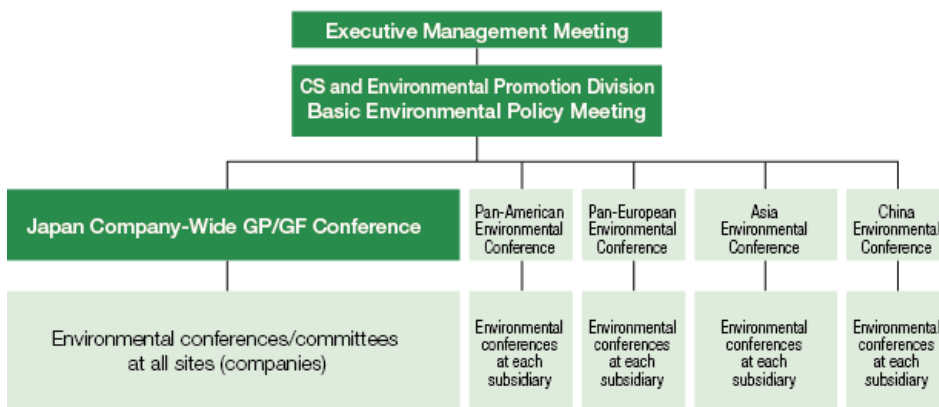 Executive Management Meeting
CS and Environmental Promotion Division
Basic Environmental Policy Meeting
Japan Company-Wide GP/GF Conference
Pan-American
Environmental
Conference
Pan-European
Environmental
Conference
Asia
Environmental
Conference
China
Environmental
Conference
Environmental conferences/committees
at all sites (companies)
Environmental
conferences
at each
subsidiary
Environmental
conferences
at each
subsidiary
Environmental
conferences
at each
subsidiary
Environmental
conferences
at each
subsidiary